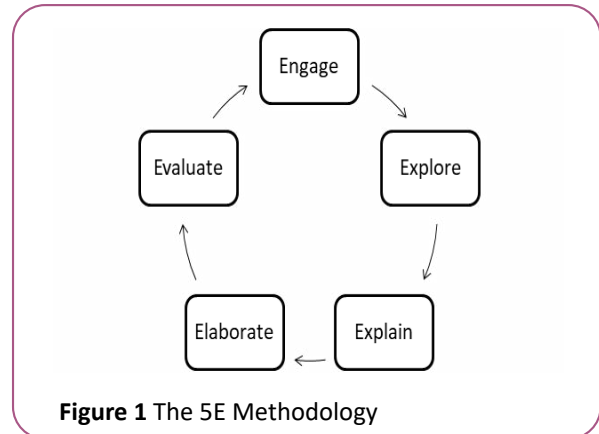 Engage
Evaluate
Explore
Elaborate
Explain
Figure 1 The 5E Methodology